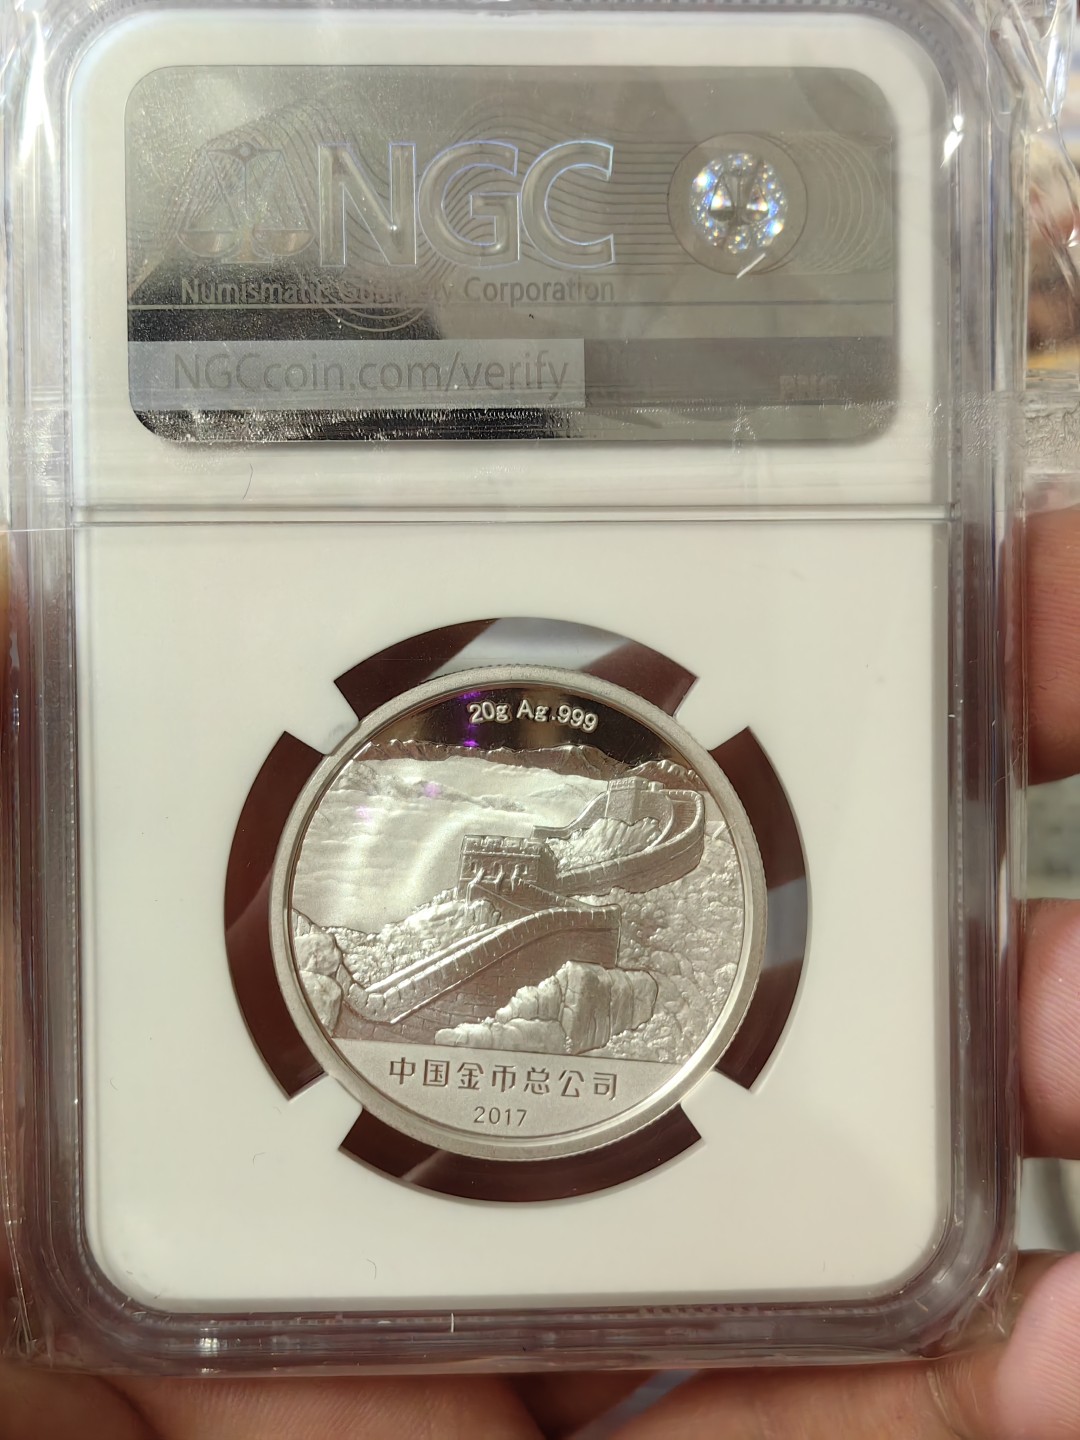 NGC
Numismatic Guaranty Corporation
NGCcoin.com/verify
20g Ag.999
中国金币总公司
2017